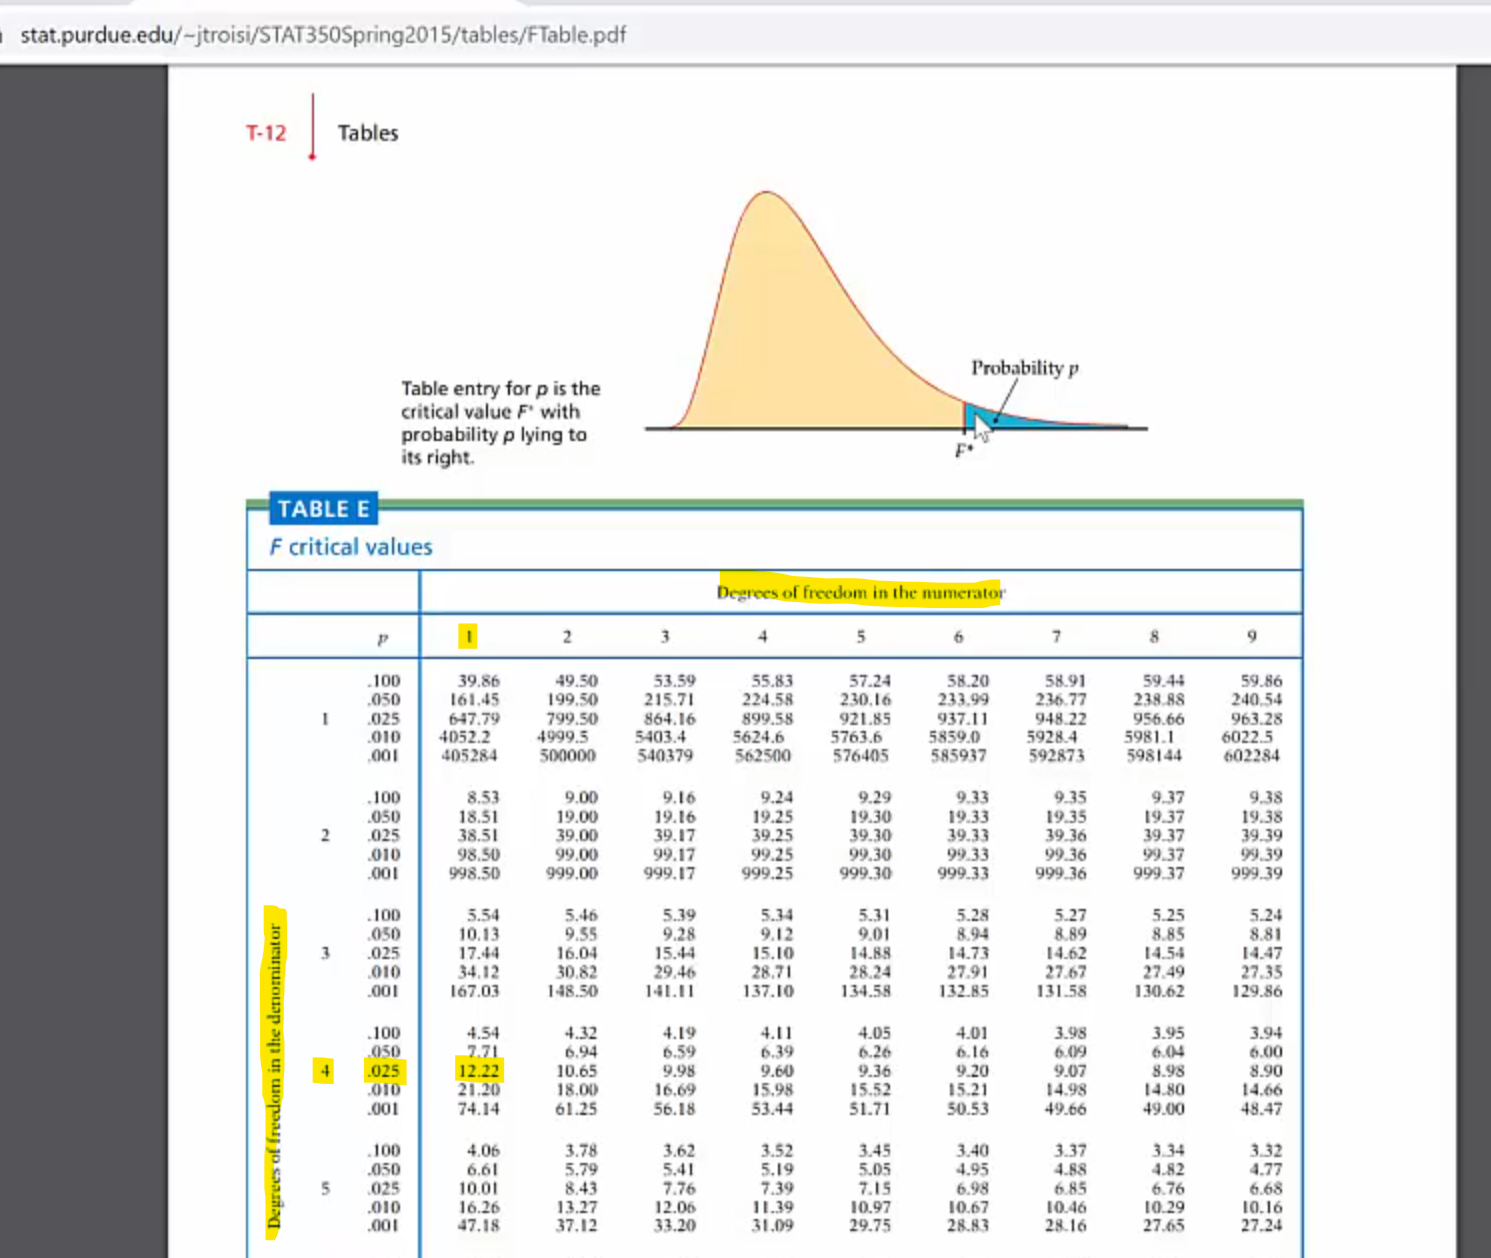 stat.purdue.edu/~jtroisi/STAT350Spring2015/tables/FTable.pdf
T-12 Tables
Probability p
Table entry for p is the
critical value F* with
probability p lying to
its right.
F*
TABLE E
F critical values
Degrees of freedom in the numerator
p 1 2 3 4 5 6 7 8 9
Degrees of freedom in the denominator
.100 39.86 49.50 53.59 55.83 57.24 58.20 58.91 59.44 59.86
.050 161.45 199.50 215.71 224.58 230.16 233.99 236.77 238.88 240.54
1 .025 647.79 799.50 864.16 899.58 921.85 937.11 948.22 956.66 963.28
.010 4052.2 4999.5 5403.4 5624.6 5763.6 5859.0 5928.4 5981.1 6022.5
.001 405284 500000 540379 562500 576405 585937 592873 598144 602284
.100 8.53 9.00 9.16 9.24 9.29 9.33 9.35 9.37 9.38
.050 18.51 19.00 19.16 19.25 19.30 19.33 19.35 19.37 19.38
2 .025 38.51 39.00 39.17 39.25 39.30 39.33 39.36 39.37 39.39
.010 98.50 99.00 99.17 99.25 99.30 99.33 99.36 99.37 99.39
.001 998.50 999.00 999.17 999.25 999.30 999.33 999.36 999.37 999.39
.100 5.54 5.46 5.39 5.34 5.31 5.28 5.27 5.25 5.24
.050 10.13 9.55 9.28 9.12 9.01 8.94 8.89 8.85 8.81
3 .025 17.44 16.04 15.44 15.10 14.88 14.73 14.62 14.54 14.47
.010 34.12 30.82 29.46 28.71 28.24 27.91 27.67 27.49 27.35
.001 167.03 148.50 141.11 137.10 134.58 132.85 131.58 130.62 129.86
.100 4.54 4.32 4.19 4.11 4.05 4.01 3.98 3.95 3.94
.050 7.71 6.94 6.59 6.39 6.26 6.16 6.09 6.04 6.00
4 .025 12.22 10.65 9.98 9.60 9.36 9.20 9.07 8.98 8.90
.010 21.20 18.00 16.69 15.98 15.52 15.21 14.98 14.80 14.66
.001 74.14 61.25 56.18 53.44 51.71 50.53 49.66 49.00 48.47
.100 4.06 3.78 3.62 3.52 3.45 3.40 3.37 3.34 3.32
.050 6.61 5.79 5.41 5.19 5.05 4.95 4.88 4.82 4.77
5 .025 10.01 8.43 7.76 7.39 7.15 6.98 6.85 6.76 6.68
.010 16.26 13.27 12.06 11.39 10.97 10.67 10.46 10.29 10.16
.001 47.18 37.12 33.20 31.09 29.75 28.83 28.16 27.65 27.24